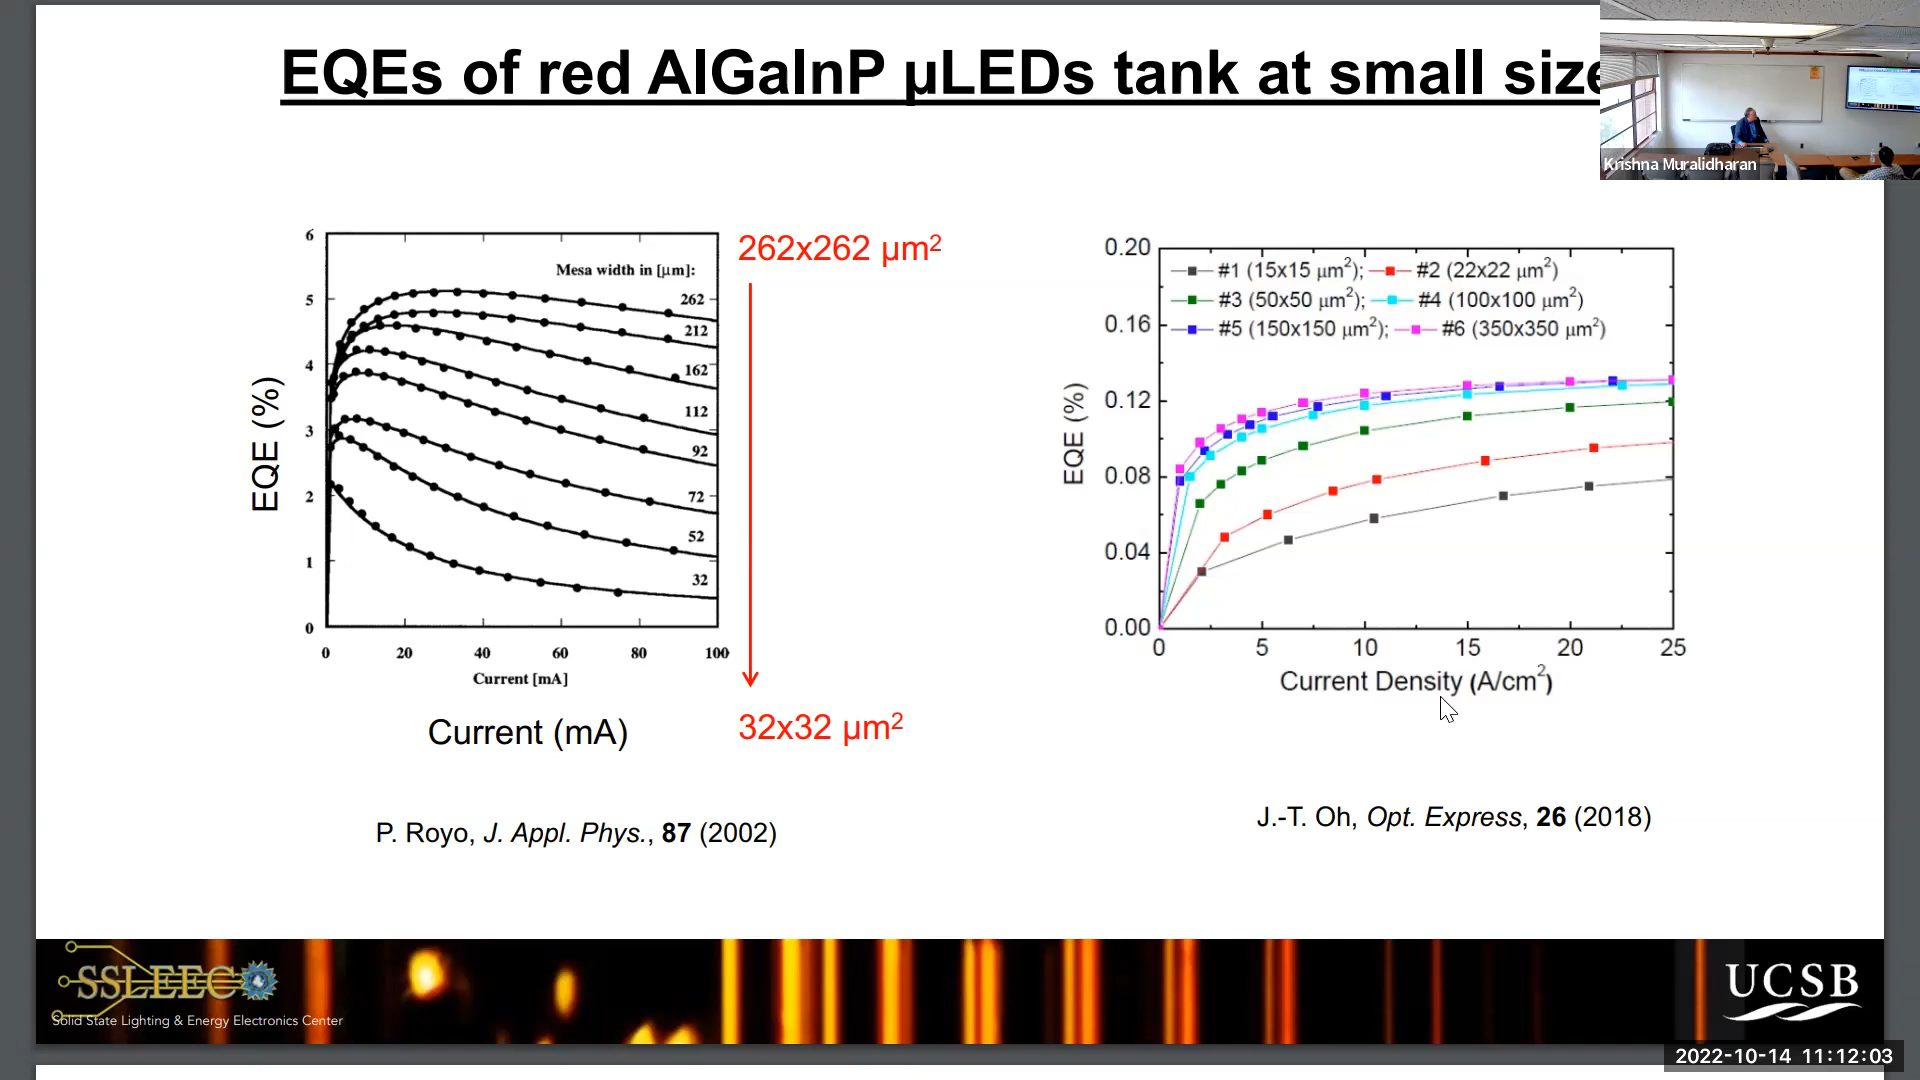 EQEs of red AlGaInP µLEDs tank at small size
Krishna Muralidharan
6
5
4
3
2
1
0
EQE (%)
Mesa width in [µm]:
262
212
162
112
92
72
52
32
0 20 40 60 80 100
Current [mA]
Current (mA)
262x262 µm²
32x32 µm²
P. Royo, J. Appl. Phys., 87 (2002)
0.20
0.16
0.12
0.08
0.04
0.00
EQE (%)
#1 (15x15 µm²); #2 (22x22 µm²)
#3 (50x50 µm²); #4 (100x100 µm²)
#5 (150x150 µm²); #6 (350x350 µm²)
0 5 10 15 20 25
Current Density (A/cm²)
J.-T. Oh, Opt. Express, 26 (2018)
SSLEEC
Solid State Lighting & Energy Electronics Center
UCSB
2022-10-14 11:12:03